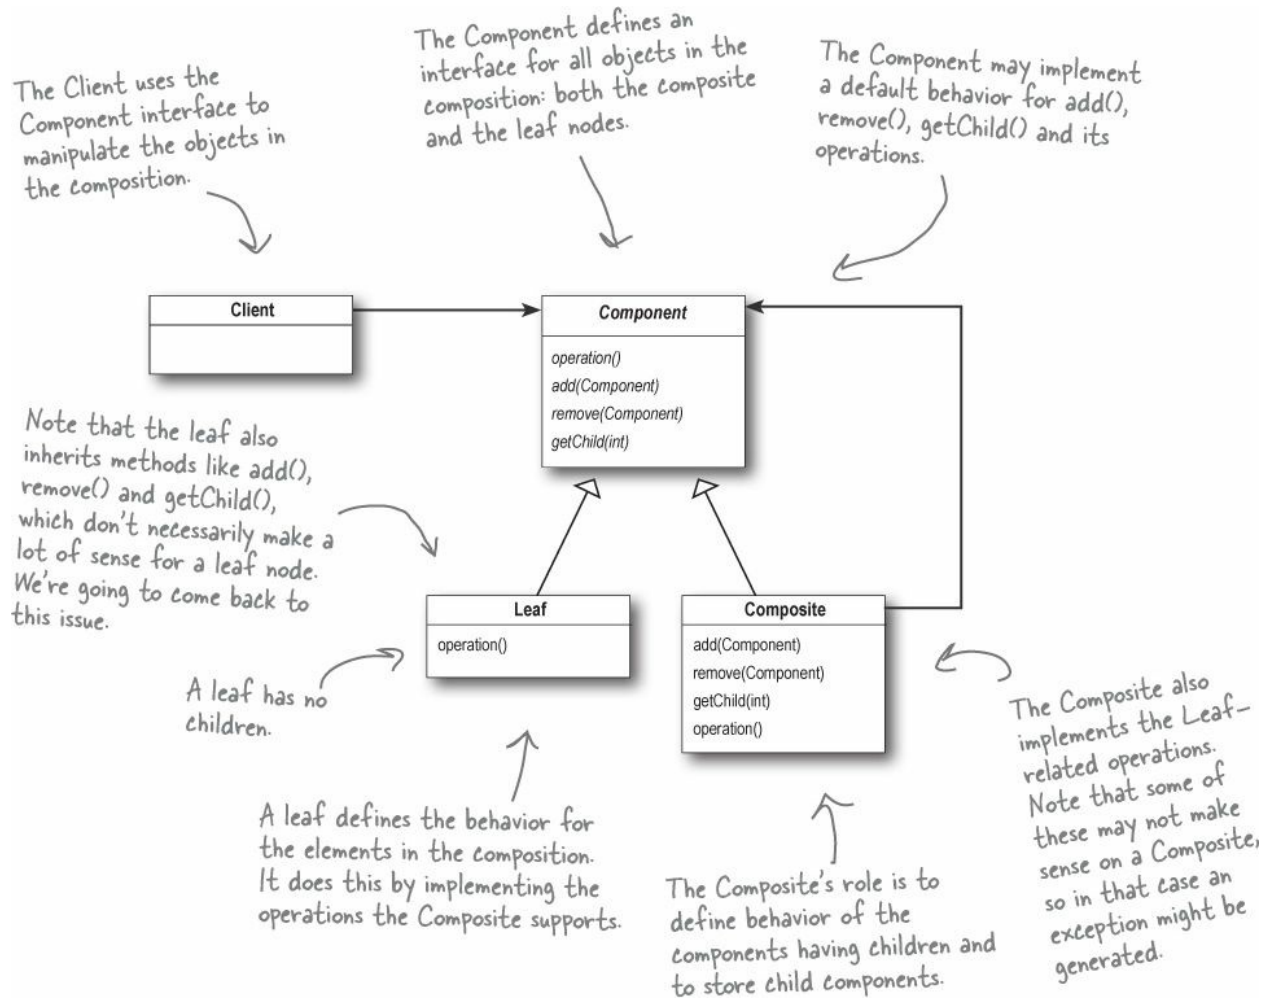 The Client uses the
Component interface to
manipulate the objects in
the composition.
The Component defines an
interface for all objects in the
composition: both the composite
and the leaf nodes.
The Component may implement
a default behavior for add(),
remove(), getChild() and its
operations.
Client
Component
operation()
add(Component)
remove(Component)
getChild(int)
Note that the leaf also
inherits methods like add(),
remove() and getChild(),
which don't necessarily make a
lot of sense for a leaf node.
We're going to come back to
this issue.
Leaf
operation()
Composite
add(Component)
remove(Component)
getChild(int)
operation()
A leaf has no
children.
The Composite also
implements the Leaf-
related operations.
Note that some of
these may not make
sense on a Composite,
so in that case an
exception might be
generated.
A leaf defines the behavior for
the elements in the composition.
It does this by implementing the
operations the Composite supports.
The Composite's role is to
define behavior of the
components having children and
to store child components.